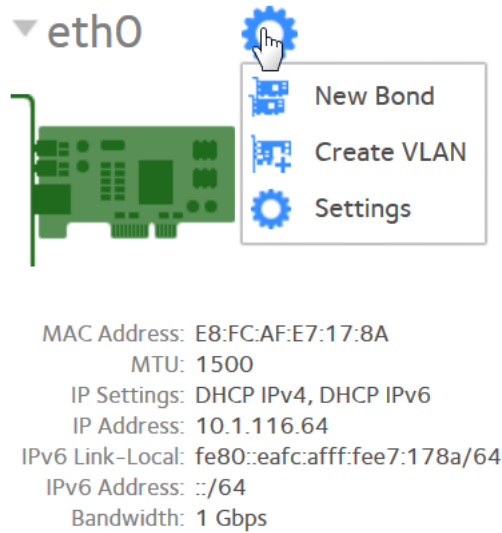 eth0
New Bond
Create VLAN
Settings
MAC Address: E8:FC:AF:E7:17:8A
MTU: 1500
IP Settings: DHCP IPv4, DHCP IPv6
IP Address: 10.1.116.64
IPv6 Link-Local: fe80::eafc:afff:fee7:178a/64
IPv6 Address: ::/64
Bandwidth: 1 Gbps